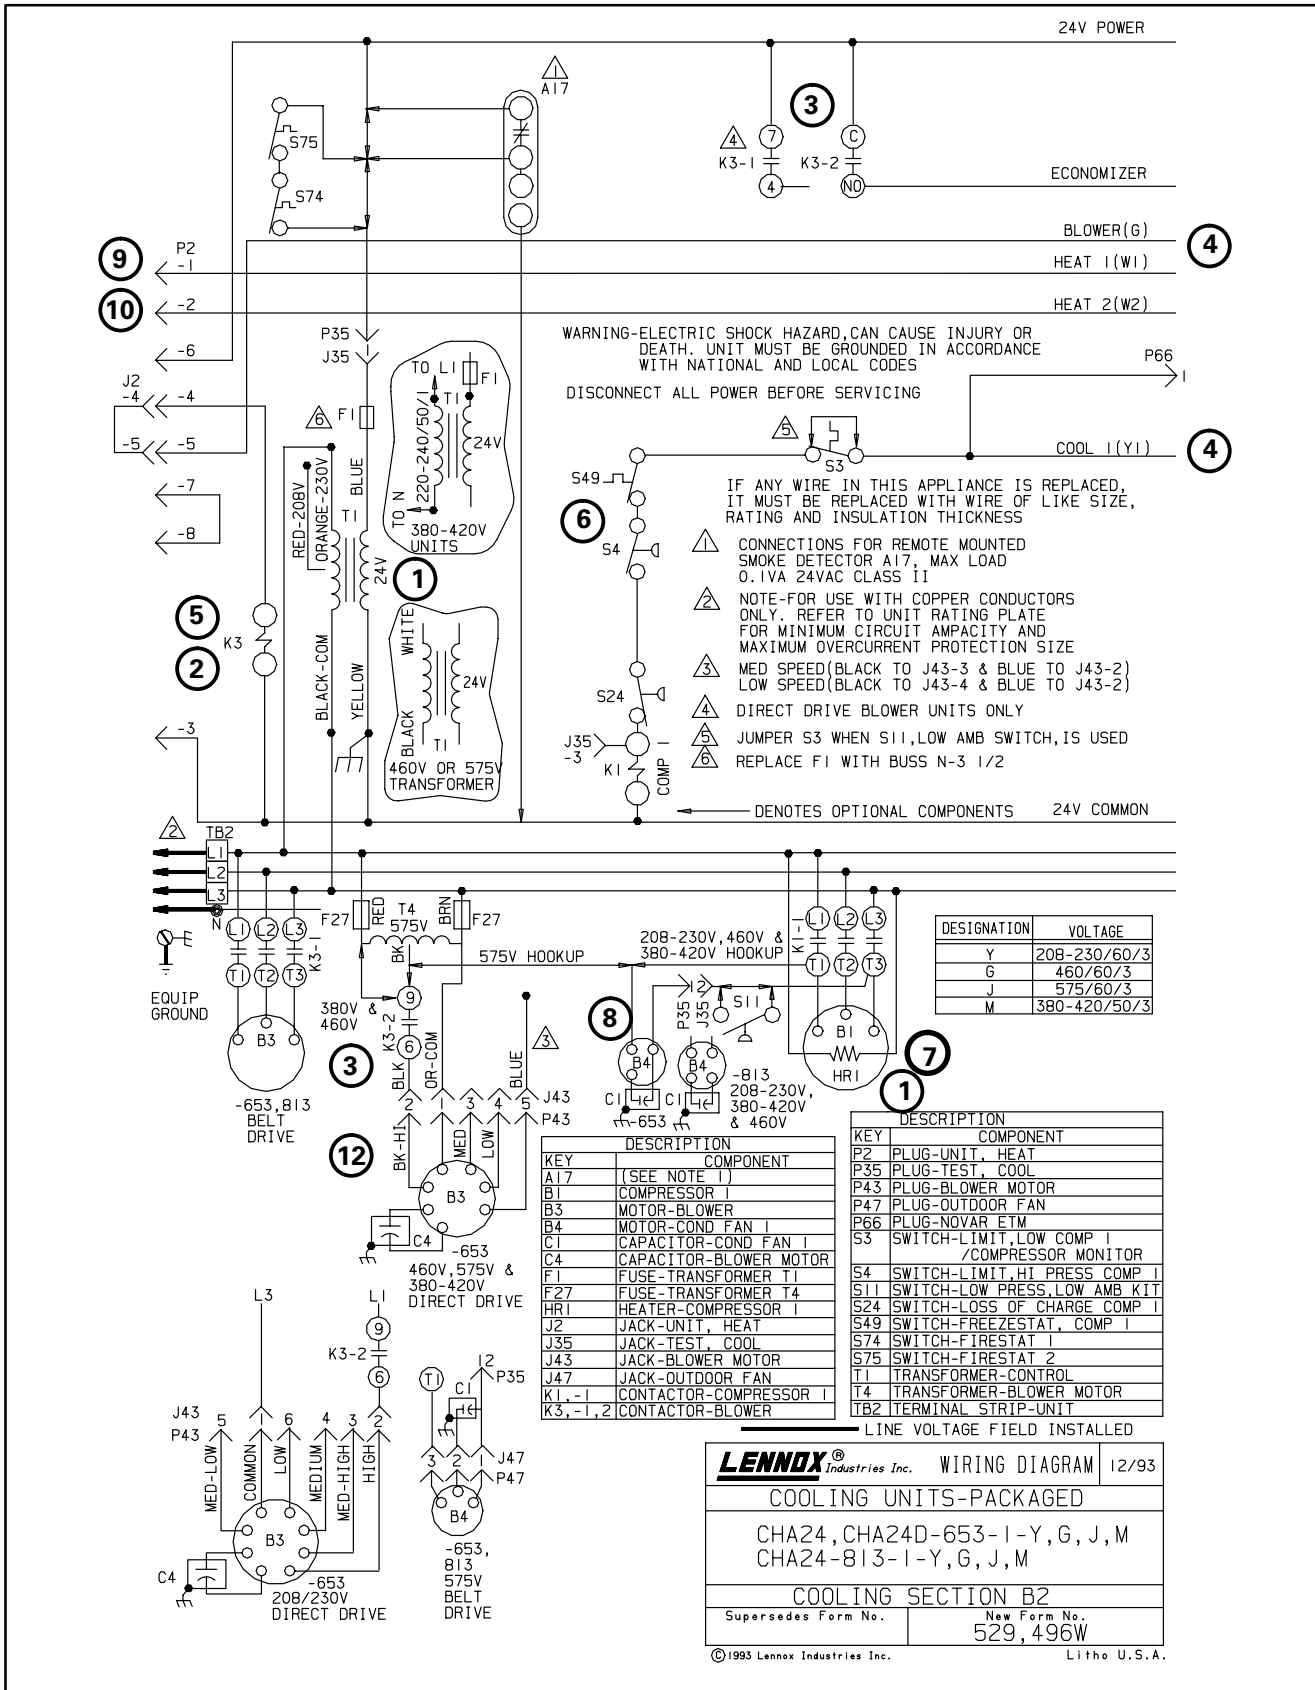 24V POWER
A17
3
S75
7
C
4
K3-1
K3-2
4
NO
S74
ECONOMIZER
BLOWER(G)
4
9
P2
-1
HEAT 1(W1)
10
-2
HEAT 2(W2)
P35
J35
-6
TO L1
F1
WARNING-ELECTRIC SHOCK HAZARD,CAN CAUSE INJURY OR
DEATH. UNIT MUST BE GROUNDED IN ACCORDANCE
WITH NATIONAL AND LOCAL CODES
P66
1
DISCONNECT ALL POWER BEFORE SERVICING
J2
-4
-4
6
F1
T1
24V
220-240/50/1
TO N
380-420V
UNITS
-5
-5
5
S3
COOL 1(Y1)
4
-7
-8
RED-208V
ORANGE-230V
BLUE
T1
24V
1
S49
6
S4
IF ANY WIRE IN THIS APPLIANCE IS REPLACED,
IT MUST BE REPLACED WITH WIRE OF LIKE SIZE,
RATING AND INSULATION THICKNESS
1
CONNECTIONS FOR REMOTE MOUNTED
SMOKE DETECTOR A17, MAX LOAD
0.1VA 24VAC CLASS II
2
NOTE-FOR USE WITH COPPER CONDUCTORS
ONLY. REFER TO UNIT RATING PLATE
FOR MINIMUM CIRCUIT AMPACITY AND
MAXIMUM OVERCURRENT PROTECTION SIZE
3
MED SPEED(BLACK TO J43-3 & BLUE TO J43-2)
LOW SPEED(BLACK TO J43-4 & BLUE TO J43-2)
4
DIRECT DRIVE BLOWER UNITS ONLY
5
JUMPER S3 WHEN S11,LOW AMB SWITCH,IS USED
6
REPLACE F1 WITH BUSS N-3 1/2
5
K3
2
BLACK-COM
YELLOW
WHITE
BLACK
24V
T1
460V OR 575V
TRANSFORMER
S24
-3
J35
-3
K1
COMP 1
DENOTES OPTIONAL COMPONENTS
24V COMMON
2
TB2
L1
L2
L3
N
F27
RED
T4
575V
BRN
F27
BK
L1
L2
L3
K3-1
T1
T2
T3
EQUIP
GROUND
B3
-653,813
BELT
DRIVE
575V HOOKUP
208-230V,460V &
380-420V HOOKUP
380V &
460V
9
K3-2
6
3
BLK
OR-COM
BLUE
3
8
P35
12
J35
S11
K1-1
L1
L2
L3
T1
T2
T3
B1
HR1
7
1
B4
C1
-653
B4
C1
-813
208-230V,
380-420V
& 460V
DESIGNATION VOLTAGE
Y 208-230/60/3
G 460/60/3
J 575/60/3
M 380-420/50/3
2
1
3
4
5
J43
P43
12
BK-HI
MED
LOW
B3
C4
-653
460V,575V &
380-420V
DIRECT DRIVE
DESCRIPTION
KEY COMPONENT
A17 (SEE NOTE 1)
B1 COMPRESSOR 1
B3 MOTOR-BLOWER
B4 MOTOR-COND FAN 1
C1 CAPACITOR-COND FAN 1
C4 CAPACITOR-BLOWER MOTOR
F1 FUSE-TRANSFORMER T1
F27 FUSE-TRANSFORMER T4
HR1 HEATER-COMPRESSOR 1
J2 JACK-UNIT, HEAT
J35 JACK-TEST, COOL
J43 JACK-BLOWER MOTOR
J47 JACK-OUTDOOR FAN
K1,-1 CONTACTOR-COMPRESSOR 1
K3,-1,2 CONTACTOR-BLOWER
DESCRIPTION
KEY COMPONENT
P2 PLUG-UNIT, HEAT
P35 PLUG-TEST, COOL
P43 PLUG-BLOWER MOTOR
P47 PLUG-OUTDOOR FAN
P66 PLUG-NOVAR ETM
S3 SWITCH-LIMIT,LOW COMP 1
/COMPRESSOR MONITOR
S4 SWITCH-LIMIT,HI PRESS COMP 1
S11 SWITCH-LOW PRESS,LOW AMB KIT
S24 SWITCH-LOSS OF CHARGE COMP 1
S49 SWITCH-FREEZESTAT, COMP 1
S74 SWITCH-FIRESTAT 1
S75 SWITCH-FIRESTAT 2
T1 TRANSFORMER-CONTROL
T4 TRANSFORMER-BLOWER MOTOR
TB2 TERMINAL STRIP-UNIT
LINE VOLTAGE FIELD INSTALLED
L3
L1
9
K3-2
6
J43
P43
5
1
6
4
3
2
MED-LOW
COMMON
LOW
MEDIUM
MED-HIGH
HIGH
B3
C4
-653
208/230V
DIRECT DRIVE
T1
C1
12
P35
3
2
1
J47
P47
B4
-653,
813
575V
BELT
DRIVE
LENNOX ® Industries Inc. WIRING DIAGRAM 12/93
COOLING UNITS-PACKAGED
CHA24,CHA24D-653-1-Y,G,J,M
CHA24-813-1-Y,G,J,M
COOLING SECTION B2
Supersedes Form No.
New Form No.
529,496W
©1993 Lennox Industries Inc.
Litho U.S.A.